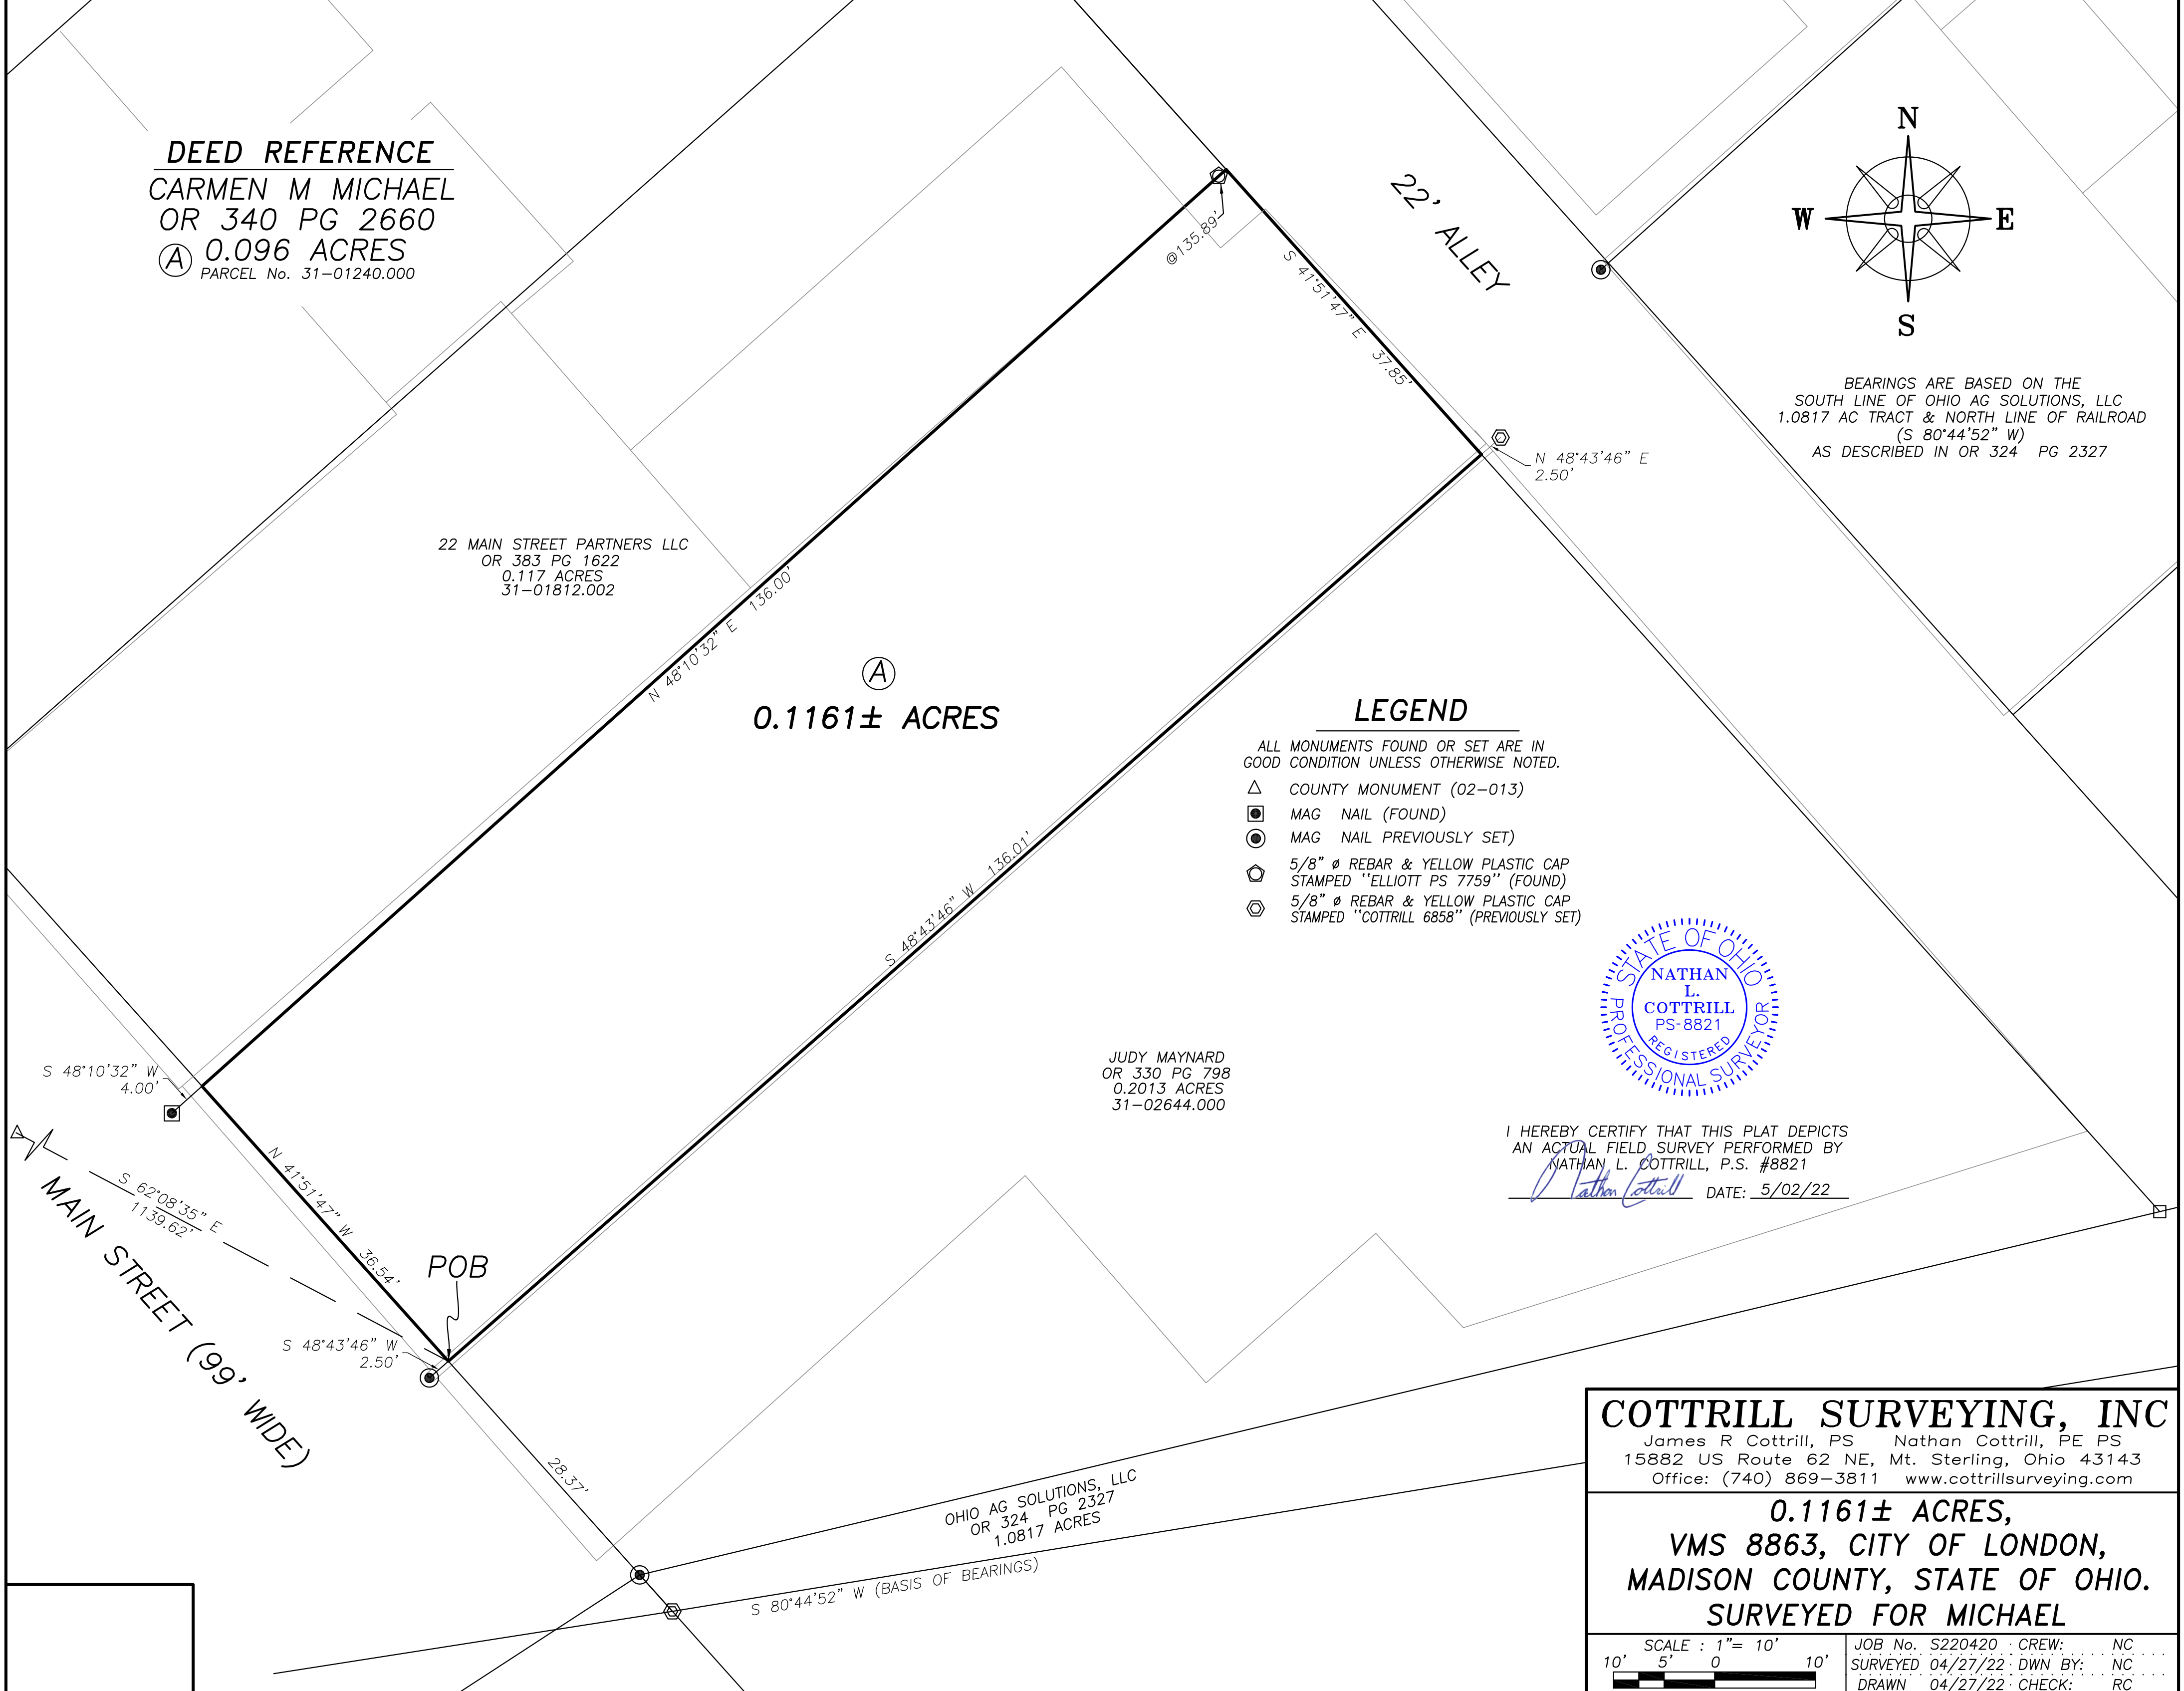 DEED REFERENCE
CARMEN M MICHAEL
OR 340 PG 2660
A 0.096 ACRES
PARCEL No. 31-01240.000
@135.89'
22' ALLEY
S 41°51'47" E 37.85'
N
W
E
S
BEARINGS ARE BASED ON THE
SOUTH LINE OF OHIO AG SOLUTIONS, LLC
1.0817 AC TRACT & NORTH LINE OF RAILROAD
(S 80°44'52" W)
AS DESCRIBED IN OR 324 PG 2327
N 48°43'46" E
2.50'
22 MAIN STREET PARTNERS LLC
OR 383 PG 1622
0.117 ACRES
31-01812.002
N 48°10'32" E 136.00'
A
0.1161± ACRES
S 48°43'46" W 136.01'
LEGEND
ALL MONUMENTS FOUND OR SET ARE IN
GOOD CONDITION UNLESS OTHERWISE NOTED.
COUNTY MONUMENT (02-013)
MAG NAIL (FOUND)
MAG NAIL PREVIOUSLY SET)
5/8" ø REBAR & YELLOW PLASTIC CAP
STAMPED "ELLIOTT PS 7759" (FOUND)
5/8" ø REBAR & YELLOW PLASTIC CAP
STAMPED "COTTRILL 6858" (PREVIOUSLY SET)
STATE OF OHIO
NATHAN
L.
COTTRILL
PS-8821
REGISTERED
PROFESSIONAL SURVEYOR
JUDY MAYNARD
OR 330 PG 798
0.2013 ACRES
31-02644.000
I HEREBY CERTIFY THAT THIS PLAT DEPICTS
AN ACTUAL FIELD SURVEY PERFORMED BY
NATHAN L. COTTRILL, P.S. #8821
Nathan Cottrill DATE: 5/02/22
S 48°10'32" W
4.00'
S 62°08'35" E
1139.62'
N 41°51'47" W 36.54'
MAIN STREET (99' WIDE)
POB
S 48°43'46" W
2.50'
28.37'
OHIO AG SOLUTIONS, LLC
OR 324 PG 2327
1.0817 ACRES
S 80°44'52" W (BASIS OF BEARINGS)
COTTRILL SURVEYING, INC
James R Cottrill, PS Nathan Cottrill, PE PS
15882 US Route 62 NE, Mt. Sterling, Ohio 43143
Office: (740) 869-3811 www.cottrillsurveying.com
0.1161± ACRES,
VMS 8863, CITY OF LONDON,
MADISON COUNTY, STATE OF OHIO.
SURVEYED FOR MICHAEL
SCALE : 1"= 10'
10' 5' 0 10'
JOB No. S220420 CREW: NC
SURVEYED 04/27/22 DWN BY: NC
DRAWN 04/27/22 CHECK: RC